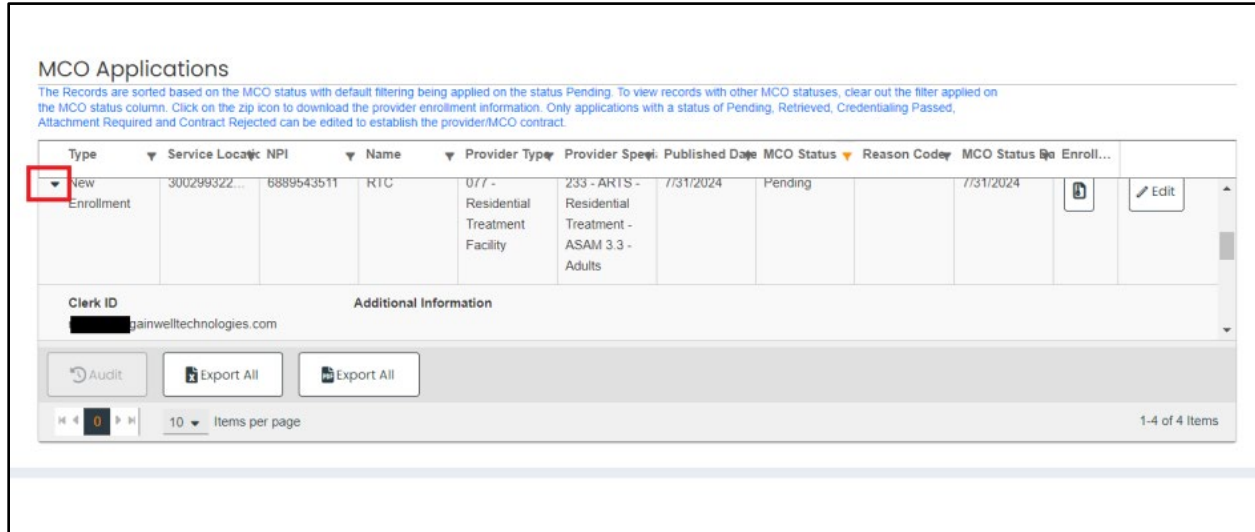 MCO Applications
The Records are sorted based on the MCO status with default filtering being applied on the status Pending. To view records with other MCO statuses, clear out the filter applied on
the MCO status column. Click on the zip icon to download the provider enrollment information. Only applications with a status of Pending, Retrieved, Credentialing Passed,
Attachment Required and Contract Rejected can be edited to establish the provider/MCO contract.
Type Service Locatic NPI Name Provider Type Provider Speci Published Date MCO Status Reason Code MCO Status Enroll...
New 300299322... 6889543511 RTC 077 - 233 - ARTS - 7/31/2024 Pending 7/31/2024 Edit
Enrollment Residential Residential
Treatment Treatment -
Facility ASAM 3.3 -
Adults
Clerk ID Additional Information
gainwelltechnologies.com
Audit Export All Export All
0 10 Items per page 1-4 of 4 Items